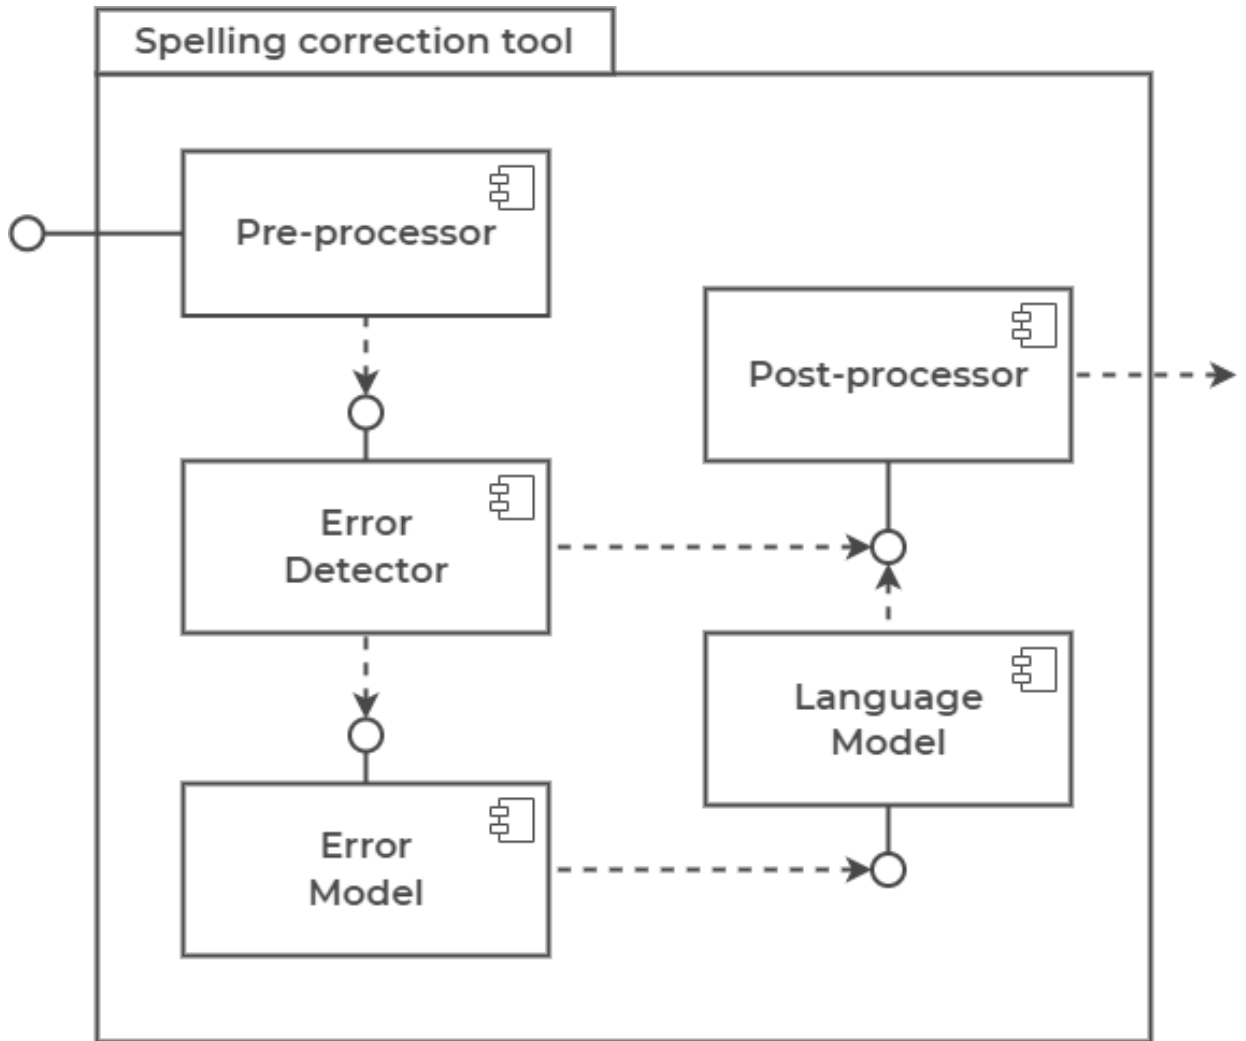 Spelling correction tool
Pre-processor
Post-processor
Error
Detector
Language
Model
Error
Model